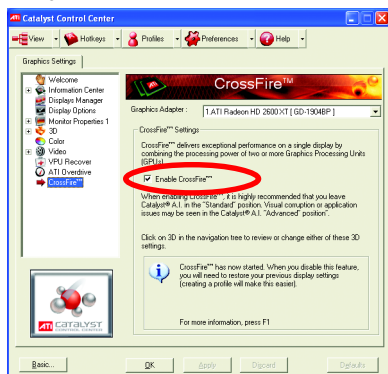 ATI Catalyst Control Center
View
Hotkeys
Profiles
Preferences
Help
Graphics Settings
Welcome
Information Center
Displays Manager
Display Options
Monitor Properties 1
3D
Color
Video
VPU Recover
ATI Overdrive
CrossFire™
CrossFire™
Graphics Adapter :
1.ATI Radeon HD 2600 XT [ GD-1904BP ]
CrossFire™ Settings
CrossFire™ delivers exceptional performance on a single display by
combining the processing power of two or more Graphics Processing Units
(GPUs)
Enable CrossFire™
When enabling CrossFire™, it is highly recommended that you leave
Catalyst® A.I. in the "Standard" position. Visual corruption or application
issues may be seen in the Catalyst® A.I. "Advanced" position".
Click on 3D in the navigation tree to review or change either of these 3D
settings.
CrossFire™ has now started. When you disable this feature,
you will need to restore your previous display settings
(creating a profile will make this easier).
For more information, press F1
ATI CATALYST
CONTROL CENTER
Basic...
OK
Apply
Discard
Defaults